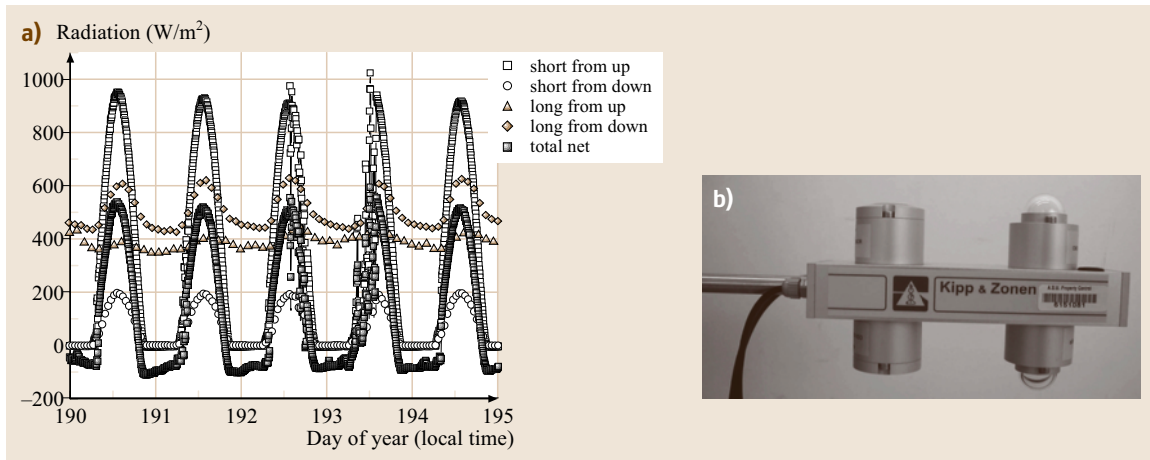 a) Radiation (W/m²)
1000
800
600
400
200
0
–200
190 191 192 193 194 195
Day of year (local time)
short from up
short from down
long from up
long from down
total net
b)
Kipp & Zonen